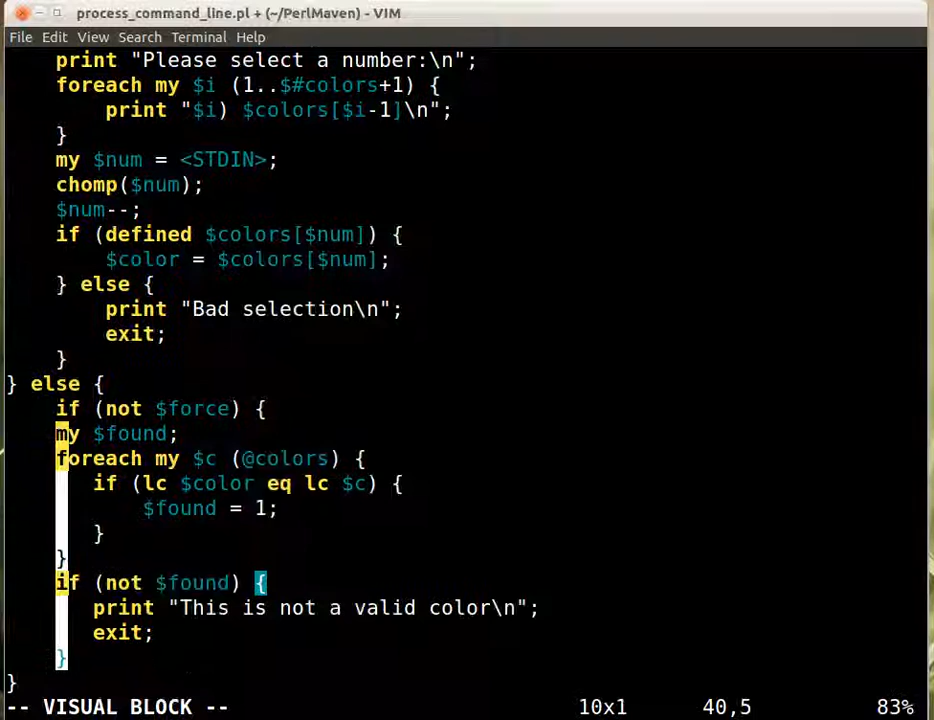 process_command_line.pl + (~/PerlMaven) - VIM
File Edit View Search Terminal Help
    print "Please select a number:\n";
    foreach my $i (1..$#colors+1) {
        print "$i) $colors[$i-1]\n";
    }
    my $num = <STDIN>;
    chomp($num);
    $num--;
    if (defined $colors[$num]) {
        $color = $colors[$num];
    } else {
        print "Bad selection\n";
        exit;
    }
} else {
    if (not $force) {
    my $found;
    foreach my $c (@colors) {
       if (lc $color eq lc $c) {
           $found = 1;
       }
    }
    if (not $found) {
       print "This is not a valid color\n";
       exit;
    }
}
-- VISUAL BLOCK -- 10x1 40,5 83%